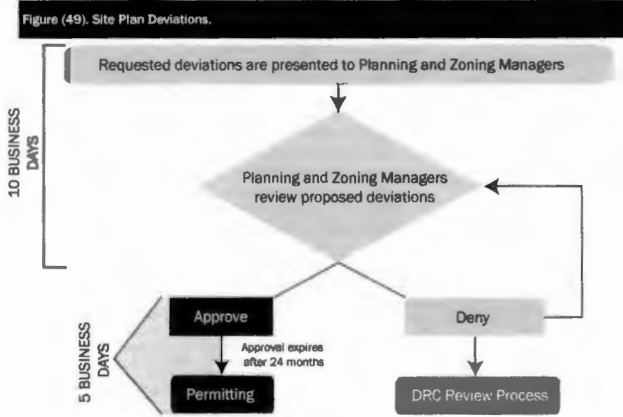 Figure (49). Site Plan Deviations.
Requested deviations are presented to Planning and Zoning Managers
10 BUSINESS
DAYS
Planning and Zoning Managers
review proposed deviations
Approve
Deny
Approval expires
after 24 months
5 BUSINESS
DAYS
Permitting
DRC Review Process